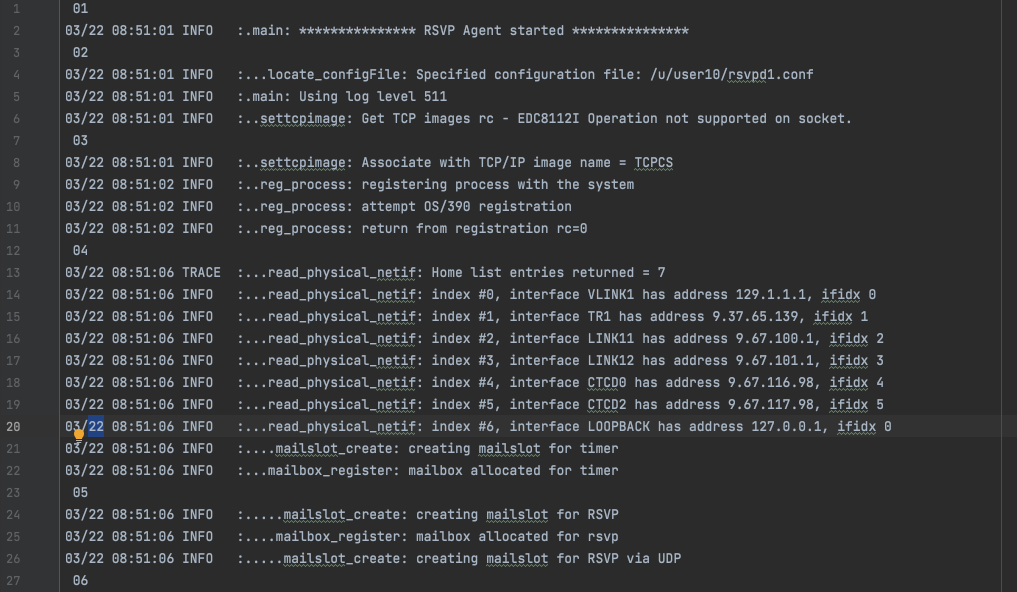 1 01
2 03/22 08:51:01 INFO :.main: *************** RSVP Agent started ***************
3 02
4 03/22 08:51:01 INFO :...locate_configFile: Specified configuration file: /u/user10/rsvpd1.conf
5 03/22 08:51:01 INFO :.main: Using log level 511
6 03/22 08:51:01 INFO :..settcpimage: Get TCP images rc - EDC8112I Operation not supported on socket.
7 03
8 03/22 08:51:01 INFO :..settcpimage: Associate with TCP/IP image name = TCPCS
9 03/22 08:51:02 INFO :..reg_process: registering process with the system
10 03/22 08:51:02 INFO :..reg_process: attempt OS/390 registration
11 03/22 08:51:02 INFO :..reg_process: return from registration rc=0
12 04
13 03/22 08:51:06 TRACE :...read_physical_netif: Home list entries returned = 7
14 03/22 08:51:06 INFO :...read_physical_netif: index #0, interface VLINK1 has address 129.1.1.1, ifidx 0
15 03/22 08:51:06 INFO :...read_physical_netif: index #1, interface TR1 has address 9.37.65.139, ifidx 1
16 03/22 08:51:06 INFO :...read_physical_netif: index #2, interface LINK11 has address 9.67.100.1, ifidx 2
17 03/22 08:51:06 INFO :...read_physical_netif: index #3, interface LINK12 has address 9.67.101.1, ifidx 3
18 03/22 08:51:06 INFO :...read_physical_netif: index #4, interface CTCD0 has address 9.67.116.98, ifidx 4
19 03/22 08:51:06 INFO :...read_physical_netif: index #5, interface CTCD2 has address 9.67.117.98, ifidx 5
20 03/22 08:51:06 INFO :...read_physical_netif: index #6, interface LOOPBACK has address 127.0.0.1, ifidx 0
21 03/22 08:51:06 INFO :....mailslot_create: creating mailslot for timer
22 03/22 08:51:06 INFO :...mailbox_register: mailbox allocated for timer
23 05
24 03/22 08:51:06 INFO :.....mailslot_create: creating mailslot for RSVP
25 03/22 08:51:06 INFO :....mailbox_register: mailbox allocated for rsvp
26 03/22 08:51:06 INFO :.....mailslot_create: creating mailslot for RSVP via UDP
27 06